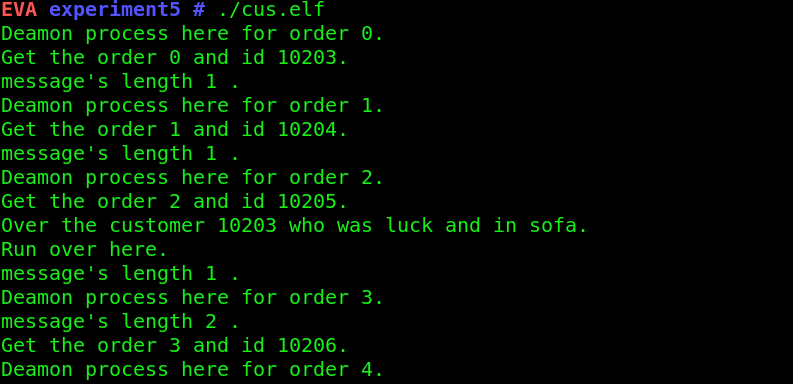 EVA experiment5 # ./cus.elf
Deamon process here for order 0.
Get the order 0 and id 10203.
message's length 1 .
Deamon process here for order 1.
Get the order 1 and id 10204.
message's length 1 .
Deamon process here for order 2.
Get the order 2 and id 10205.
Over the customer 10203 who was luck and in sofa.
Run over here.
message's length 1 .
Deamon process here for order 3.
message's length 2 .
Get the order 3 and id 10206.
Deamon process here for order 4.